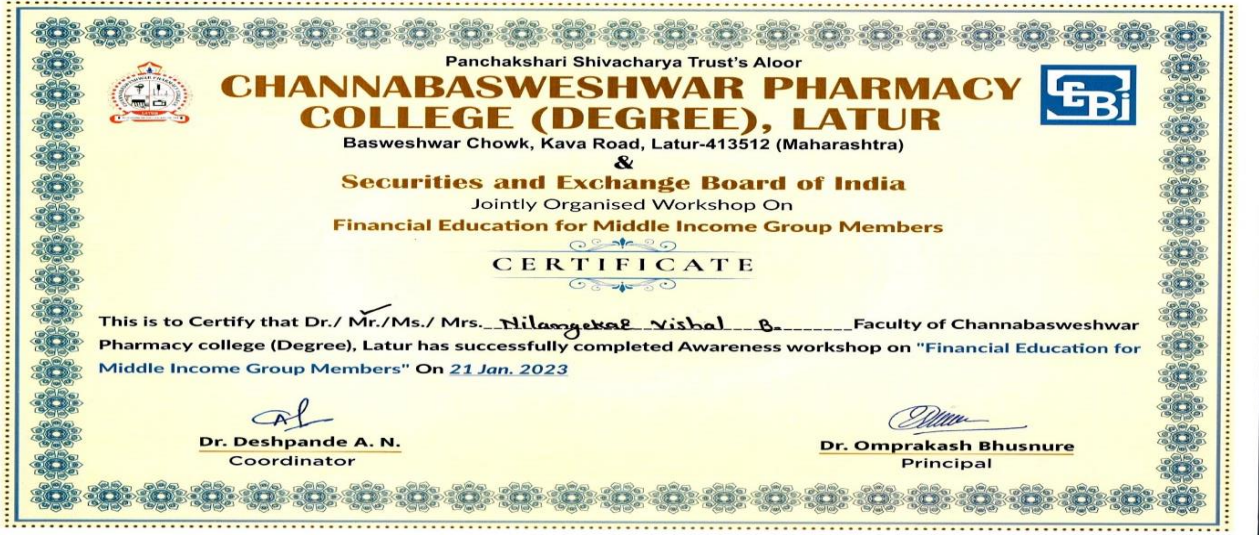 Panchakshari Shivacharya Trust's Aloor
CHANNABASWESHWAR PHARMACY
COLLEGE (DEGREE), LATUR
SEBi
Basweshwar Chowk, Kava Road, Latur-413512 (Maharashtra)
&
Securities and Exchange Board of India
Jointly Organised Workshop On
Financial Education for Middle Income Group Members
CERTIFICATE
This is to Certify that Dr./ Mr./Ms./ Mrs. Nilangekar Vishal B. Faculty of Channabasweshwar
Pharmacy college (Degree), Latur has successfully completed Awareness workshop on "Financial Education for
Middle Income Group Members" On 21 Jan. 2023
Dr. Deshpande A. N.
Coordinator
Dr. Omprakash Bhusnure
Principal